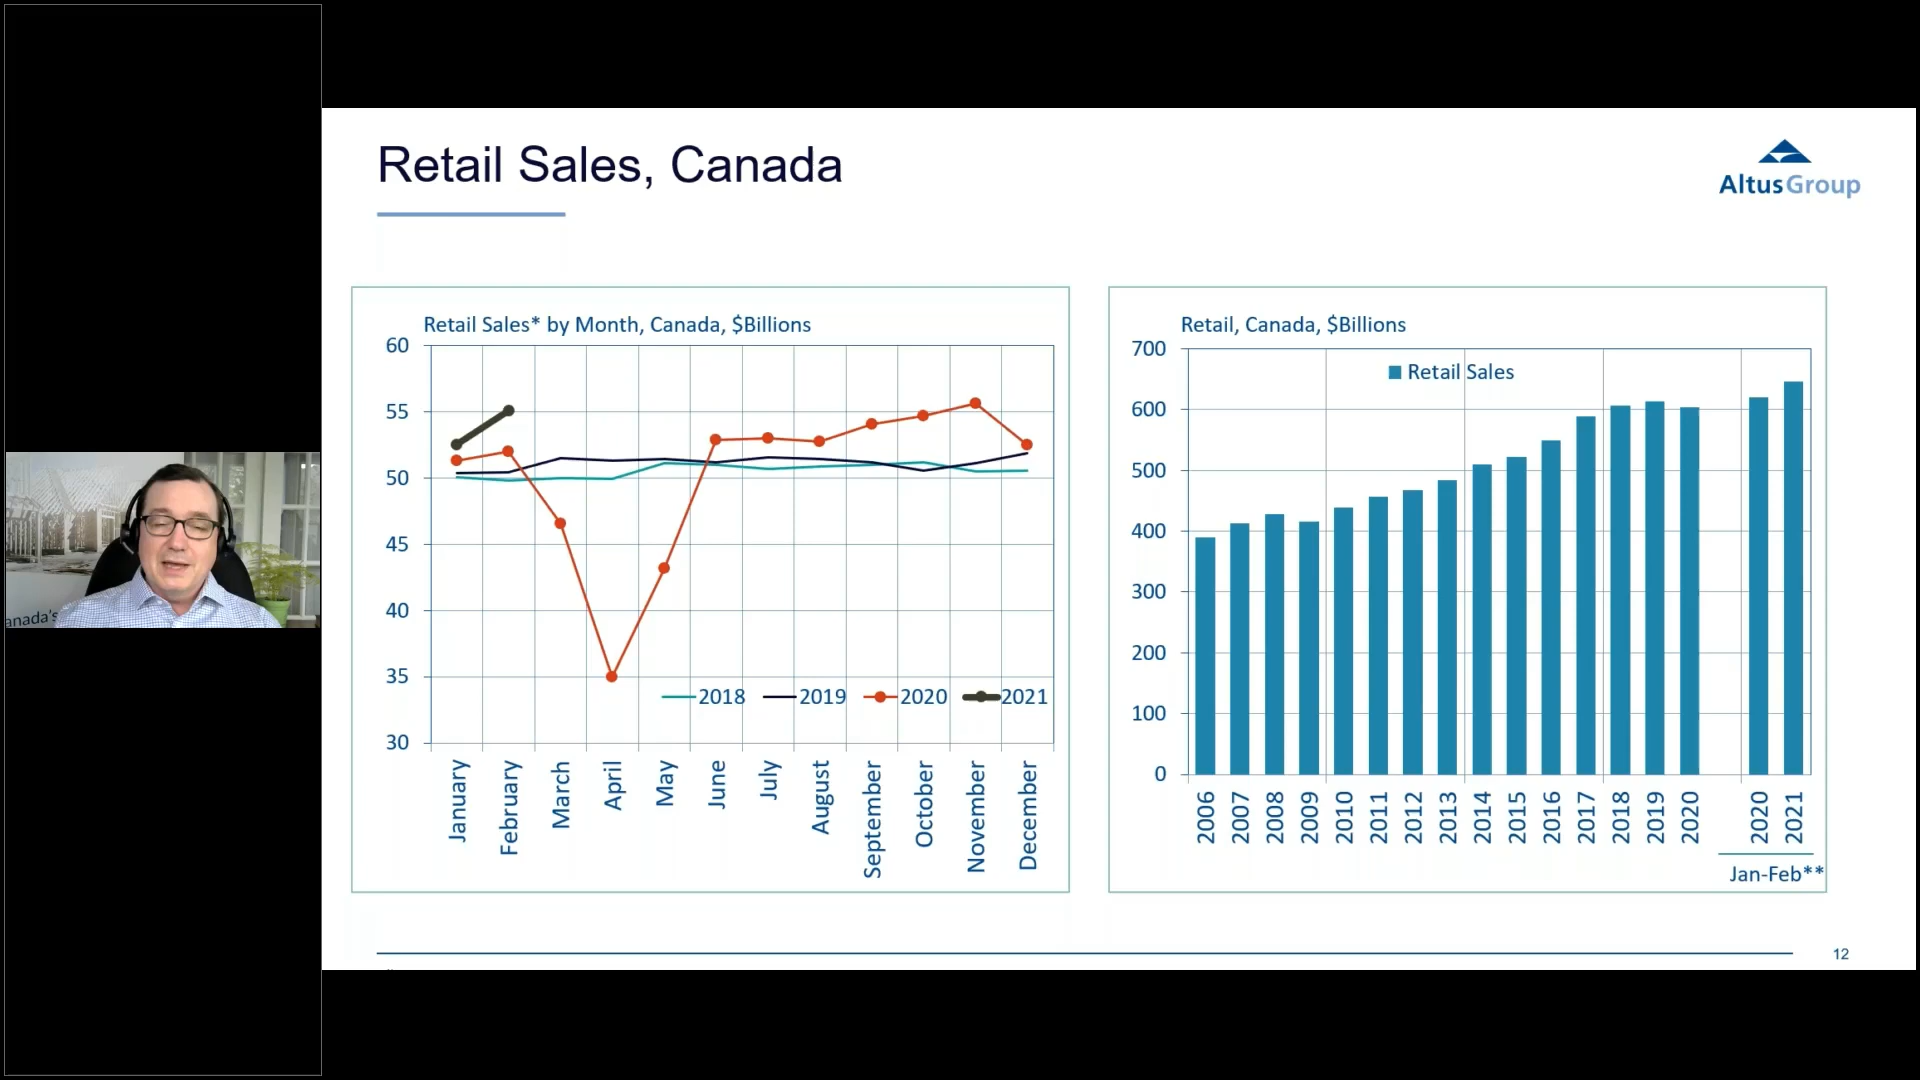 Retail Sales, Canada
AltusGroup
Retail Sales* by Month, Canada, $Billions
60
55
50
45
40
35
30
2018
2019
2020
2021
January
February
March
April
May
June
July
August
September
October
November
December
Retail, Canada, $Billions
Retail Sales
700
600
500
400
300
200
100
0
2006
2007
2008
2009
2010
2011
2012
2013
2014
2015
2016
2017
2018
2019
2020
2020
2021
Jan-Feb**
anada's
12